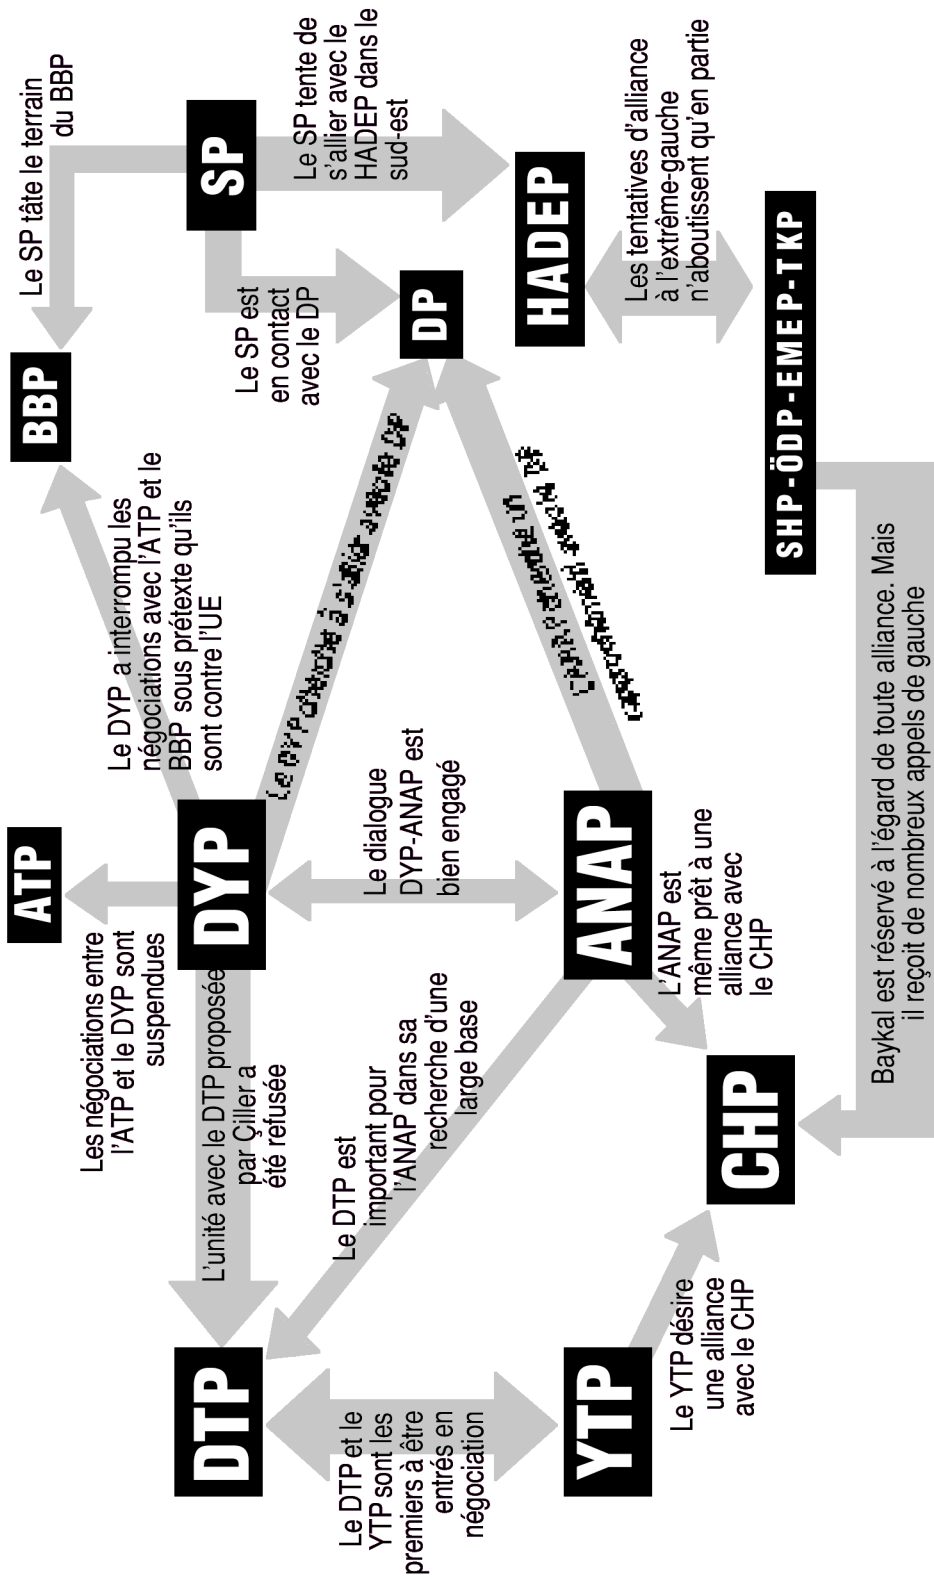 ATP
BBP
Le SP tâte le terrain
du BBP
Les négociations entre
l'ATP et le DYP sont
suspendues
Le DYP a interrompu les
négociations avec l'ATP et le
BBP sous prétexte qu'ils
sont contre l'UE
DTP
L'unité avec le DTP proposée
par Çiller a
été refusée
DYP
SP
Le SP est
en contact
avec le DP
Le SP tente de
s'allier avec le
HADEP dans le
sud-est
Le DYP
Le DTP et le
YTP sont les
premiers à être
entrés en
négociation
Le DTP est
important pour
l'ANAP dans sa
recherche d'une
large base
Le dialogue
DYP-ANAP est
bien engagé
DP
HADEP
YTP
ANAP
Les tentatives d'alliance
à l'extrême-gauche
n'aboutissent qu'en partie
Le YTP désire
une alliance
avec le CHP
CHP
L'ANAP est
même prêt à une
alliance avec
le CHP
SHP-ÖDP-EMEP-TKP
Baykal est réservé à l'égard de toute alliance. Mais
il reçoit de nombreux appels de gauche